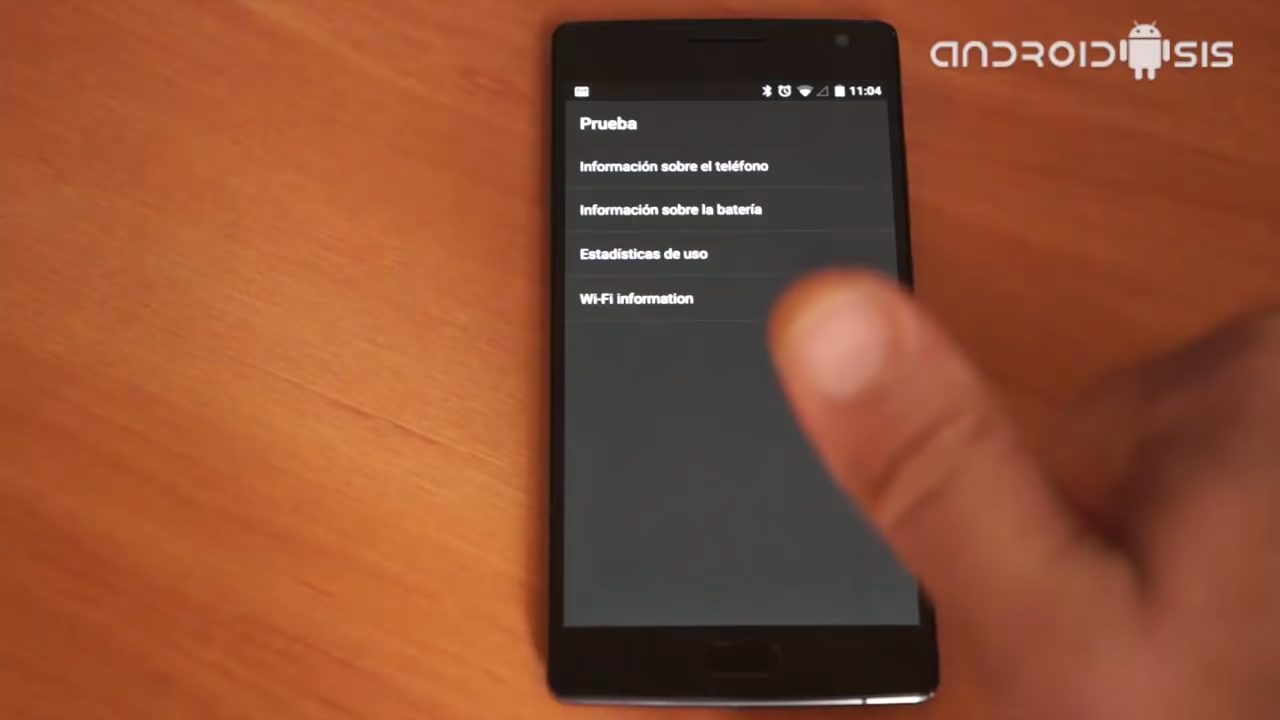 ANDROIDSIS
11:04
Prueba
Información sobre el teléfono
Información sobre la batería
Estadísticas de uso
Wi-Fi information